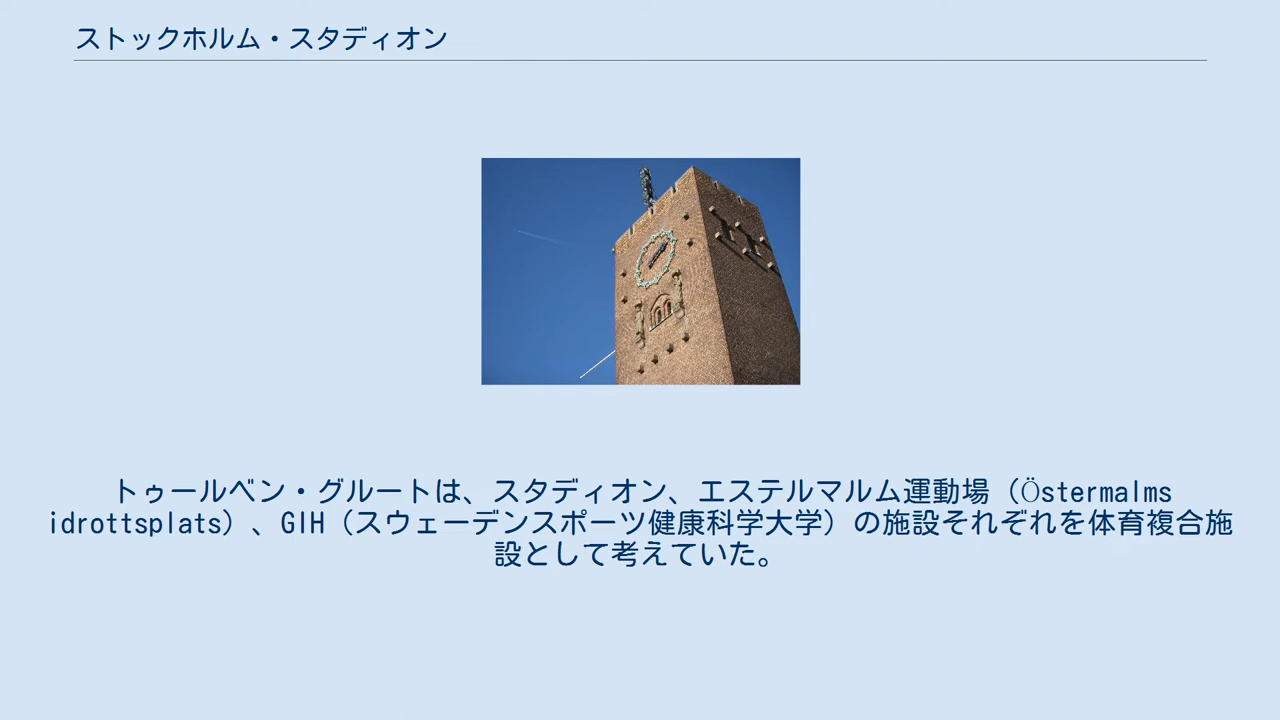 ストックホルム・スタディオン
トゥールベン・グルートは、スタディオン、エステルマルム運動場（Östermalms
idrottsplats）、GIH（スウェーデンスポーツ健康科学大学）の施設それぞれを体育複合施
設として考えていた。